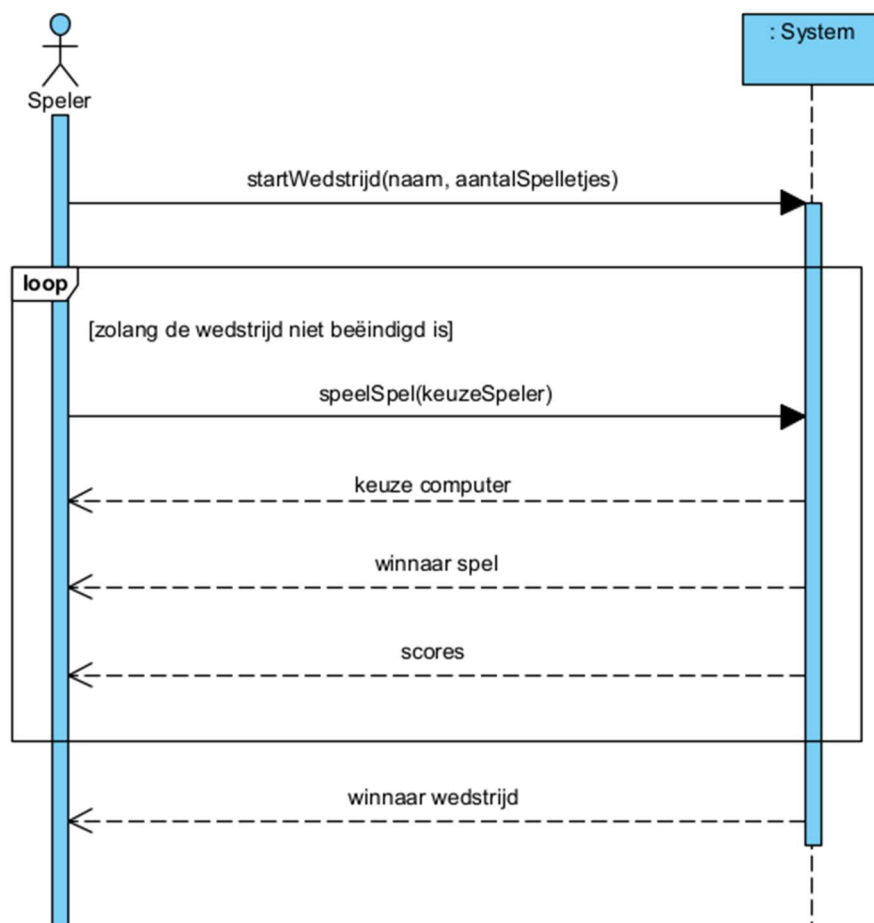 : System
Speler
startWedstrijd(naam, aantalSpelletjes)
loop
[zolang de wedstrijd niet beëindigd is]
speelSpel(keuzeSpeler)
keuze computer
winnaar spel
scores
winnaar wedstrijd